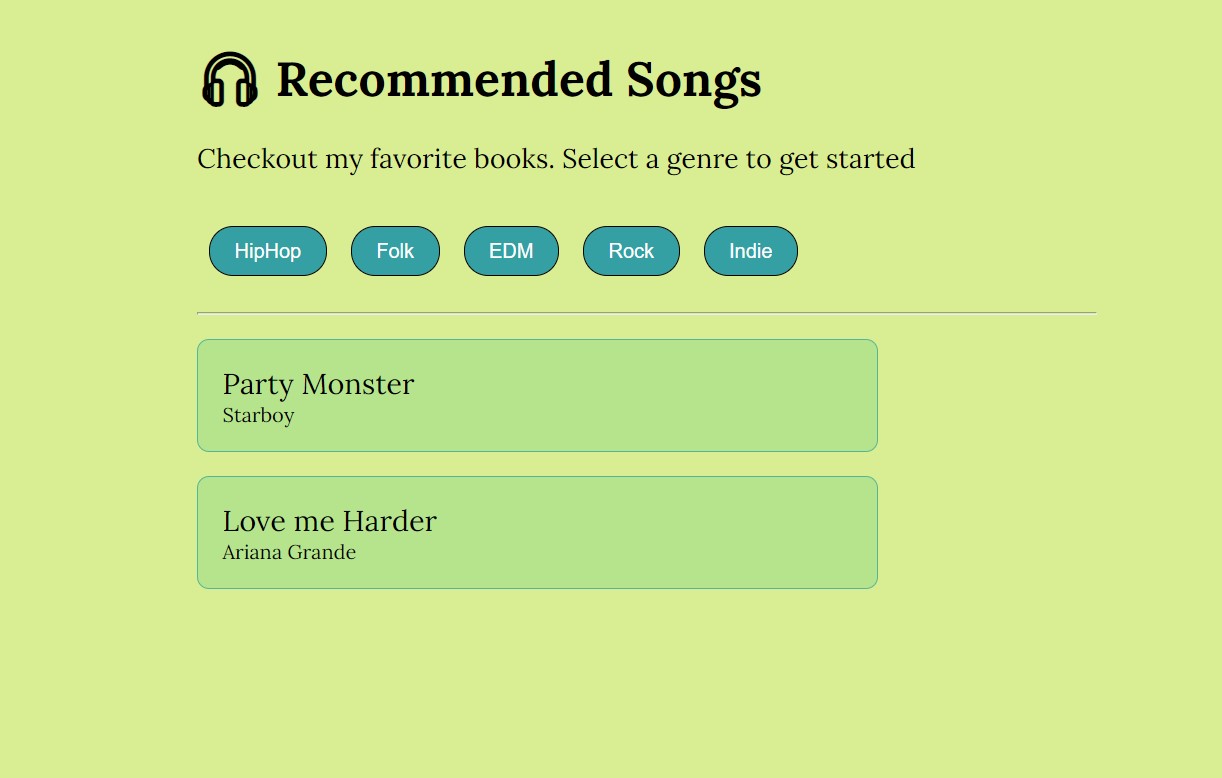 Recommended Songs
Checkout my favorite books. Select a genre to get started
HipHop Folk EDM Rock Indie
Party Monster
Starboy
Love me Harder
Ariana Grande